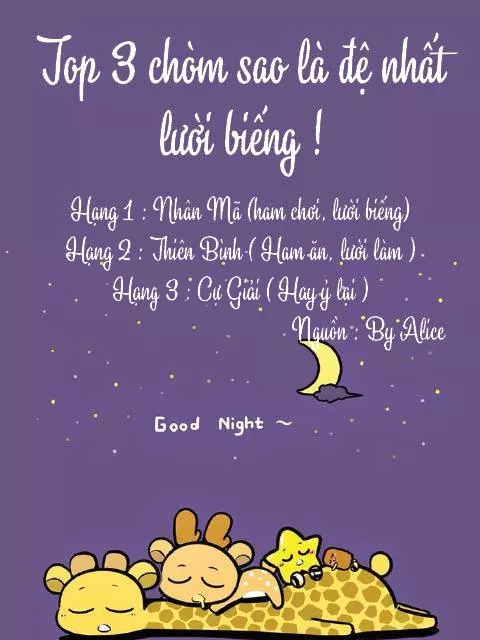 Top 3 chòm sao là đệ nhất
lười biếng !
Hạng 1 : Nhân Mã (ham chơi, lười biếng)
Hạng 2 : Thiên Bình ( Ham ăn, lười làm )
Hạng 3 : Cự Giải ( Hay ỷ lại )
Nguồn : By Alice
Good Night ~